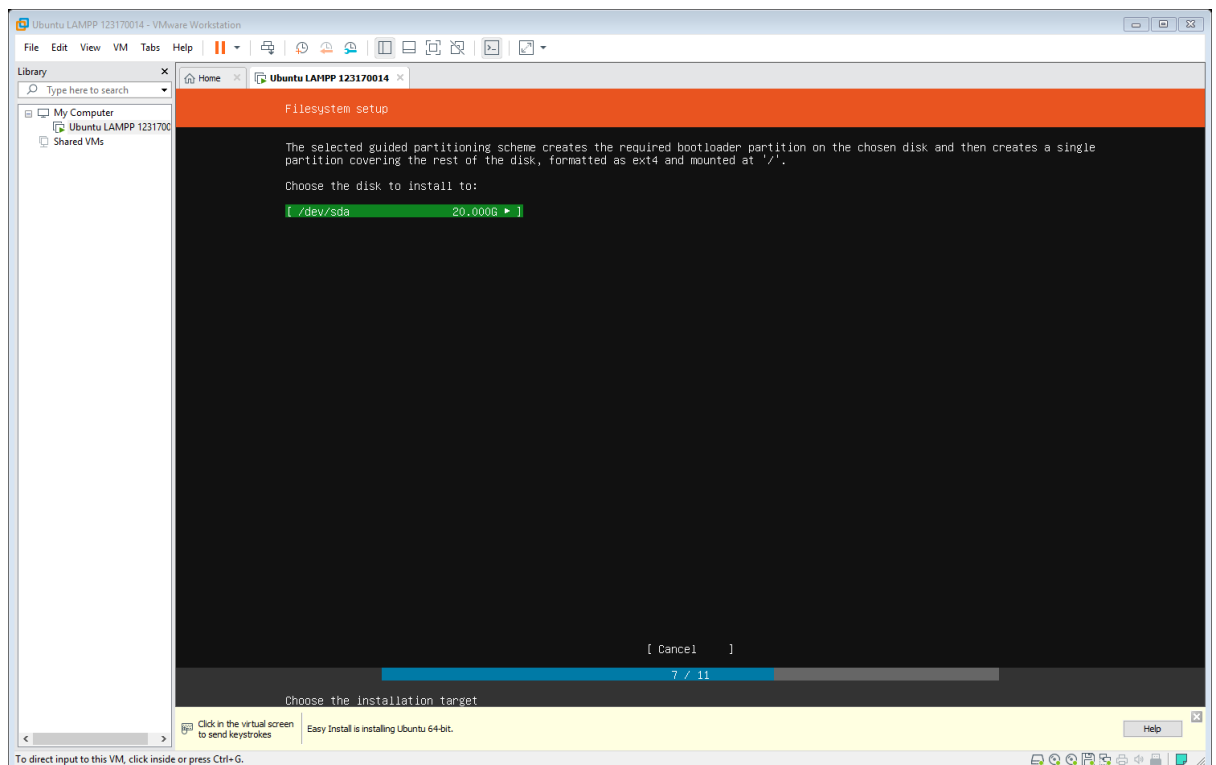 Ubuntu LAMPP 123170014 - VMware Workstation
File Edit View VM Tabs Help
Library
Type here to search
My Computer
Ubuntu LAMPP 1231700
Shared VMs
Home
Ubuntu LAMPP 123170014
Filesystem setup
The selected guided partitioning scheme creates the required bootloader partition on the chosen disk and then creates a single
partition covering the rest of the disk, formatted as ext4 and mounted at '/'.
Choose the disk to install to:
[ /dev/sda 20.000G ► ]
[ Cancel ]
7 / 11
Choose the installation target
Click in the virtual screen
to send keystrokes
Easy Install is installing Ubuntu 64-bit.
Help
To direct input to this VM, click inside or press Ctrl+G.